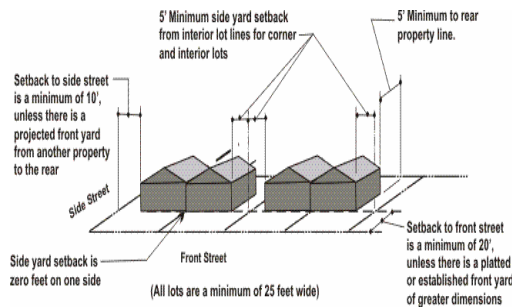 5' Minimum side yard setback
from interior lot lines for corner
and interior lots
5' Minimum to rear
property line.
Setback to side street
is a minimum of 10',
unless there is a
projected front yard
from another property
to the rear
Side Street
Side yard setback is
zero feet on one side
Front Street
(All lots are a minimum of 25 feet wide)
Setback to front street
is a minimum of 20',
unless there is a platted
or established front yard
of greater dimensions